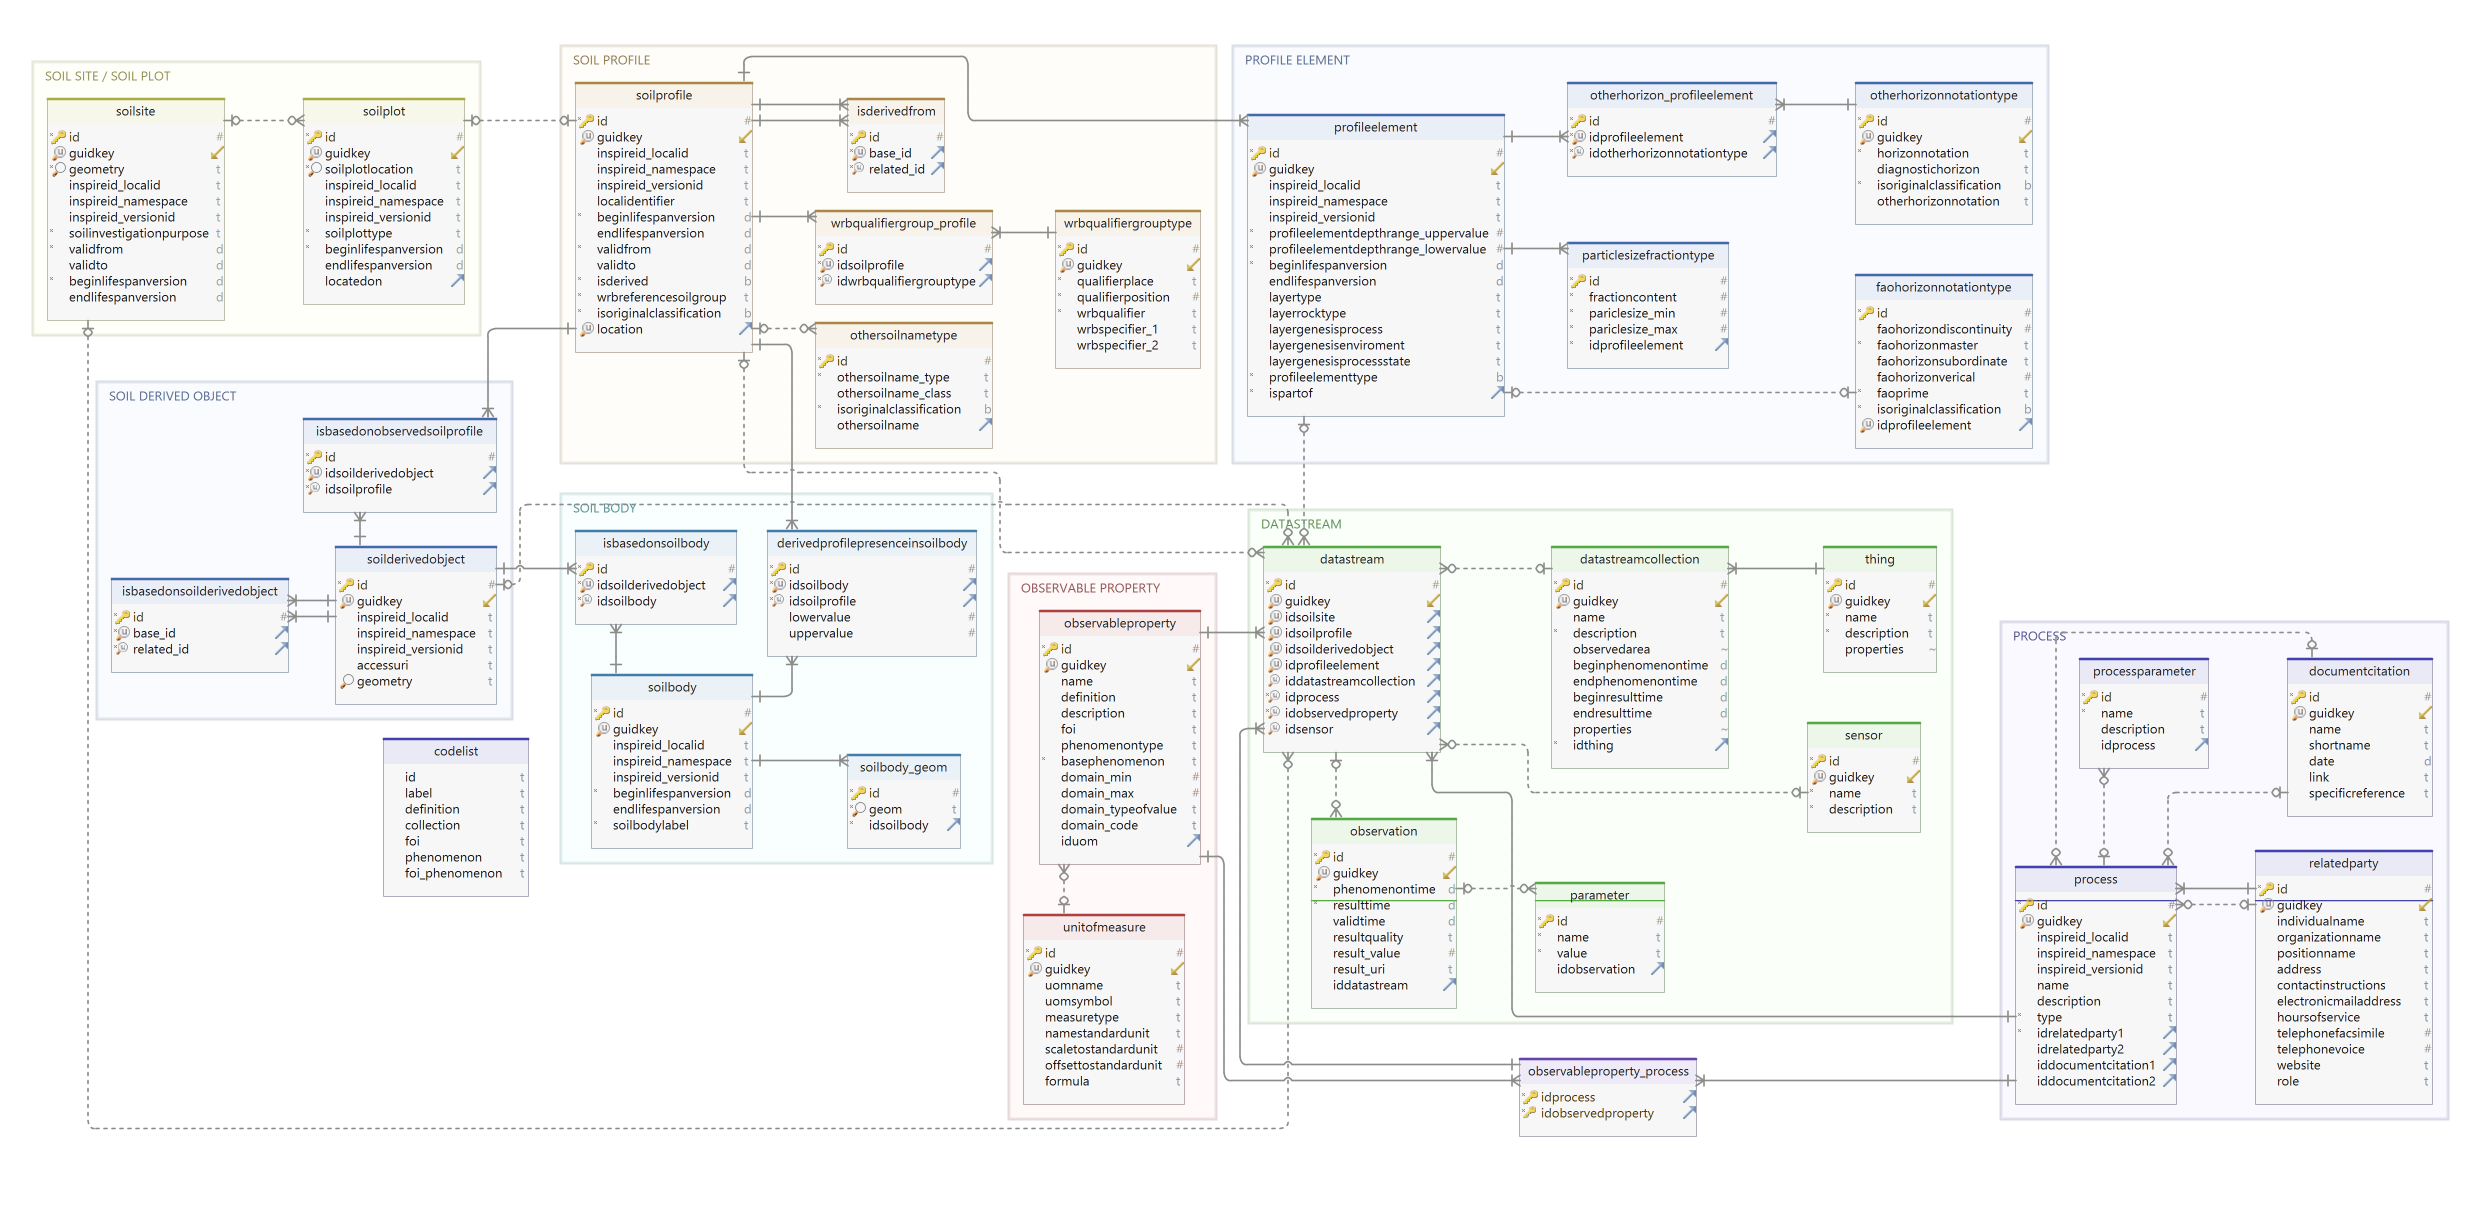 SOIL SITE / SOIL PLOT
soilsite
id #
guidkey
geometry t
inspireid_localid t
inspireid_namespace t
inspireid_versionid t
soilinvestigationpurpose t
validfrom d
validto d
beginlifespanversion d
endlifespanversion d
soilplot
id #
guidkey
soilplotlocation t
inspireid_localid t
inspireid_namespace t
inspireid_versionid t
soilplottype t
beginlifespanversion d
endlifespanversion d
locatedon
SOIL PROFILE
soilprofile
id #
guidkey
inspireid_localid t
inspireid_namespace t
inspireid_versionid t
localidentifier t
beginlifespanversion d
endlifespanversion d
validfrom d
validto d
isderived b
wrbreferencesoilgroup t
isoriginalclassification b
location
isderivedfrom
id #
base_id
related_id
wrbqualifiergroup_profile
id #
idsoilprofile
idwrbqualifiergrouptype
wrbqualifiergrouptype
id #
guidkey
qualifierplace t
qualifierposition #
wrbqualifier t
wrbspecifier_1 t
wrbspecifier_2 t
othersoilnametype
id #
othersoilname_type t
othersoilname_class t
isoriginalclassification b
othersoilname
PROFILE ELEMENT
profileelement
id #
guidkey
inspireid_localid t
inspireid_namespace t
inspireid_versionid t
profileelementdepthrange_uppervalue #
profileelementdepthrange_lowervalue #
beginlifespanversion d
endlifespanversion d
layertype t
layerrocktype t
layergenesisprocess t
layergenesisenviroment t
layergenesisprocessstate t
profileelementtype b
ispartof
otherhorizon_profileelement
id #
idprofileelement
idotherhorizonnotationtype
otherhorizonnotationtype
id #
guidkey
horizonnotation t
diagnostichorizon t
isoriginalclassification b
otherhorizonnotation t
particlesizefractiontype
id #
fractioncontent #
pariclesize_min #
pariclesize_max #
idprofileelement
faohorizonnotationtype
id #
faohorizondiscontinuity #
faohorizonmaster t
faohorizonsubordinate t
faohorizonverical #
faoprime t
isoriginalclassification b
idprofileelement
SOIL DERIVED OBJECT
isbasedonobservedsoilprofile
id #
idsoilderivedobject
idsoilprofile
isbasedonsoilderivedobject
id #
base_id
related_id
soilderivedobject
id #
guidkey
inspireid_localid t
inspireid_namespace t
inspireid_versionid t
accessuri t
geometry t
SOIL BODY
isbasedonsoilbody
id #
idsoilderivedobject
idsoilbody
derivedprofilepresenceinsoilbody
id #
idsoilbody
idsoilprofile
lowervalue #
uppervalue #
soilbody
id #
guidkey
inspireid_localid t
inspireid_namespace t
inspireid_versionid t
beginlifespanversion d
endlifespanversion d
soilbodylabel t
soilbody_geom
id #
geom t
idsoilbody
codelist
id t
label t
definition t
collection t
foi t
phenomenon t
foi_phenomenon t
OBSERVABLE PROPERTY
observableproperty
id #
guidkey
name t
definition t
description t
foi t
phenomenontype t
basephenomenon t
domain_min #
domain_max #
domain_typeofvalue t
domain_code t
iduom
unitofmeasure
id #
guidkey
uomname t
uomsymbol t
measuretype t
namestandardunit t
scaletostandardunit #
offsettostandardunit #
formula t
DATASTREAM
datastream
id #
guidkey
idsoilsite
idsoilprofile
idsoilderivedobject
idprofileelement
iddatastreamcollection
idprocess
idobservedproperty
idsensor
datastreamcollection
id #
guidkey
name t
description t
observedarea ~
beginphenomenontime d
endphenomenontime d
beginresulttime d
endresulttime d
properties ~
idthing
thing
id #
guidkey
name t
description t
properties ~
sensor
id #
guidkey
name t
description t
observation
id #
guidkey
phenomenontime d
resulttime d
validtime d
resultquality t
result_value #
result_uri t
iddatastream
parameter
id #
name t
value t
idobservation
observableproperty_process
idprocess
idobservedproperty
PROCESS
processparameter
id #
name t
description t
idprocess
documentcitation
id #
guidkey
name t
shortname t
date d
link t
specificreference t
process
id #
guidkey
inspireid_localid t
inspireid_namespace t
inspireid_versionid t
name t
description t
type t
idrelatedparty1
idrelatedparty2
iddocumentcitation1
iddocumentcitation2
relatedparty
id #
guidkey
individualname t
organizationname t
positionname t
address t
contactinstructions t
electronicmailaddress t
hoursofservice t
telephonefacsimile #
telephonevoice #
website t
role t